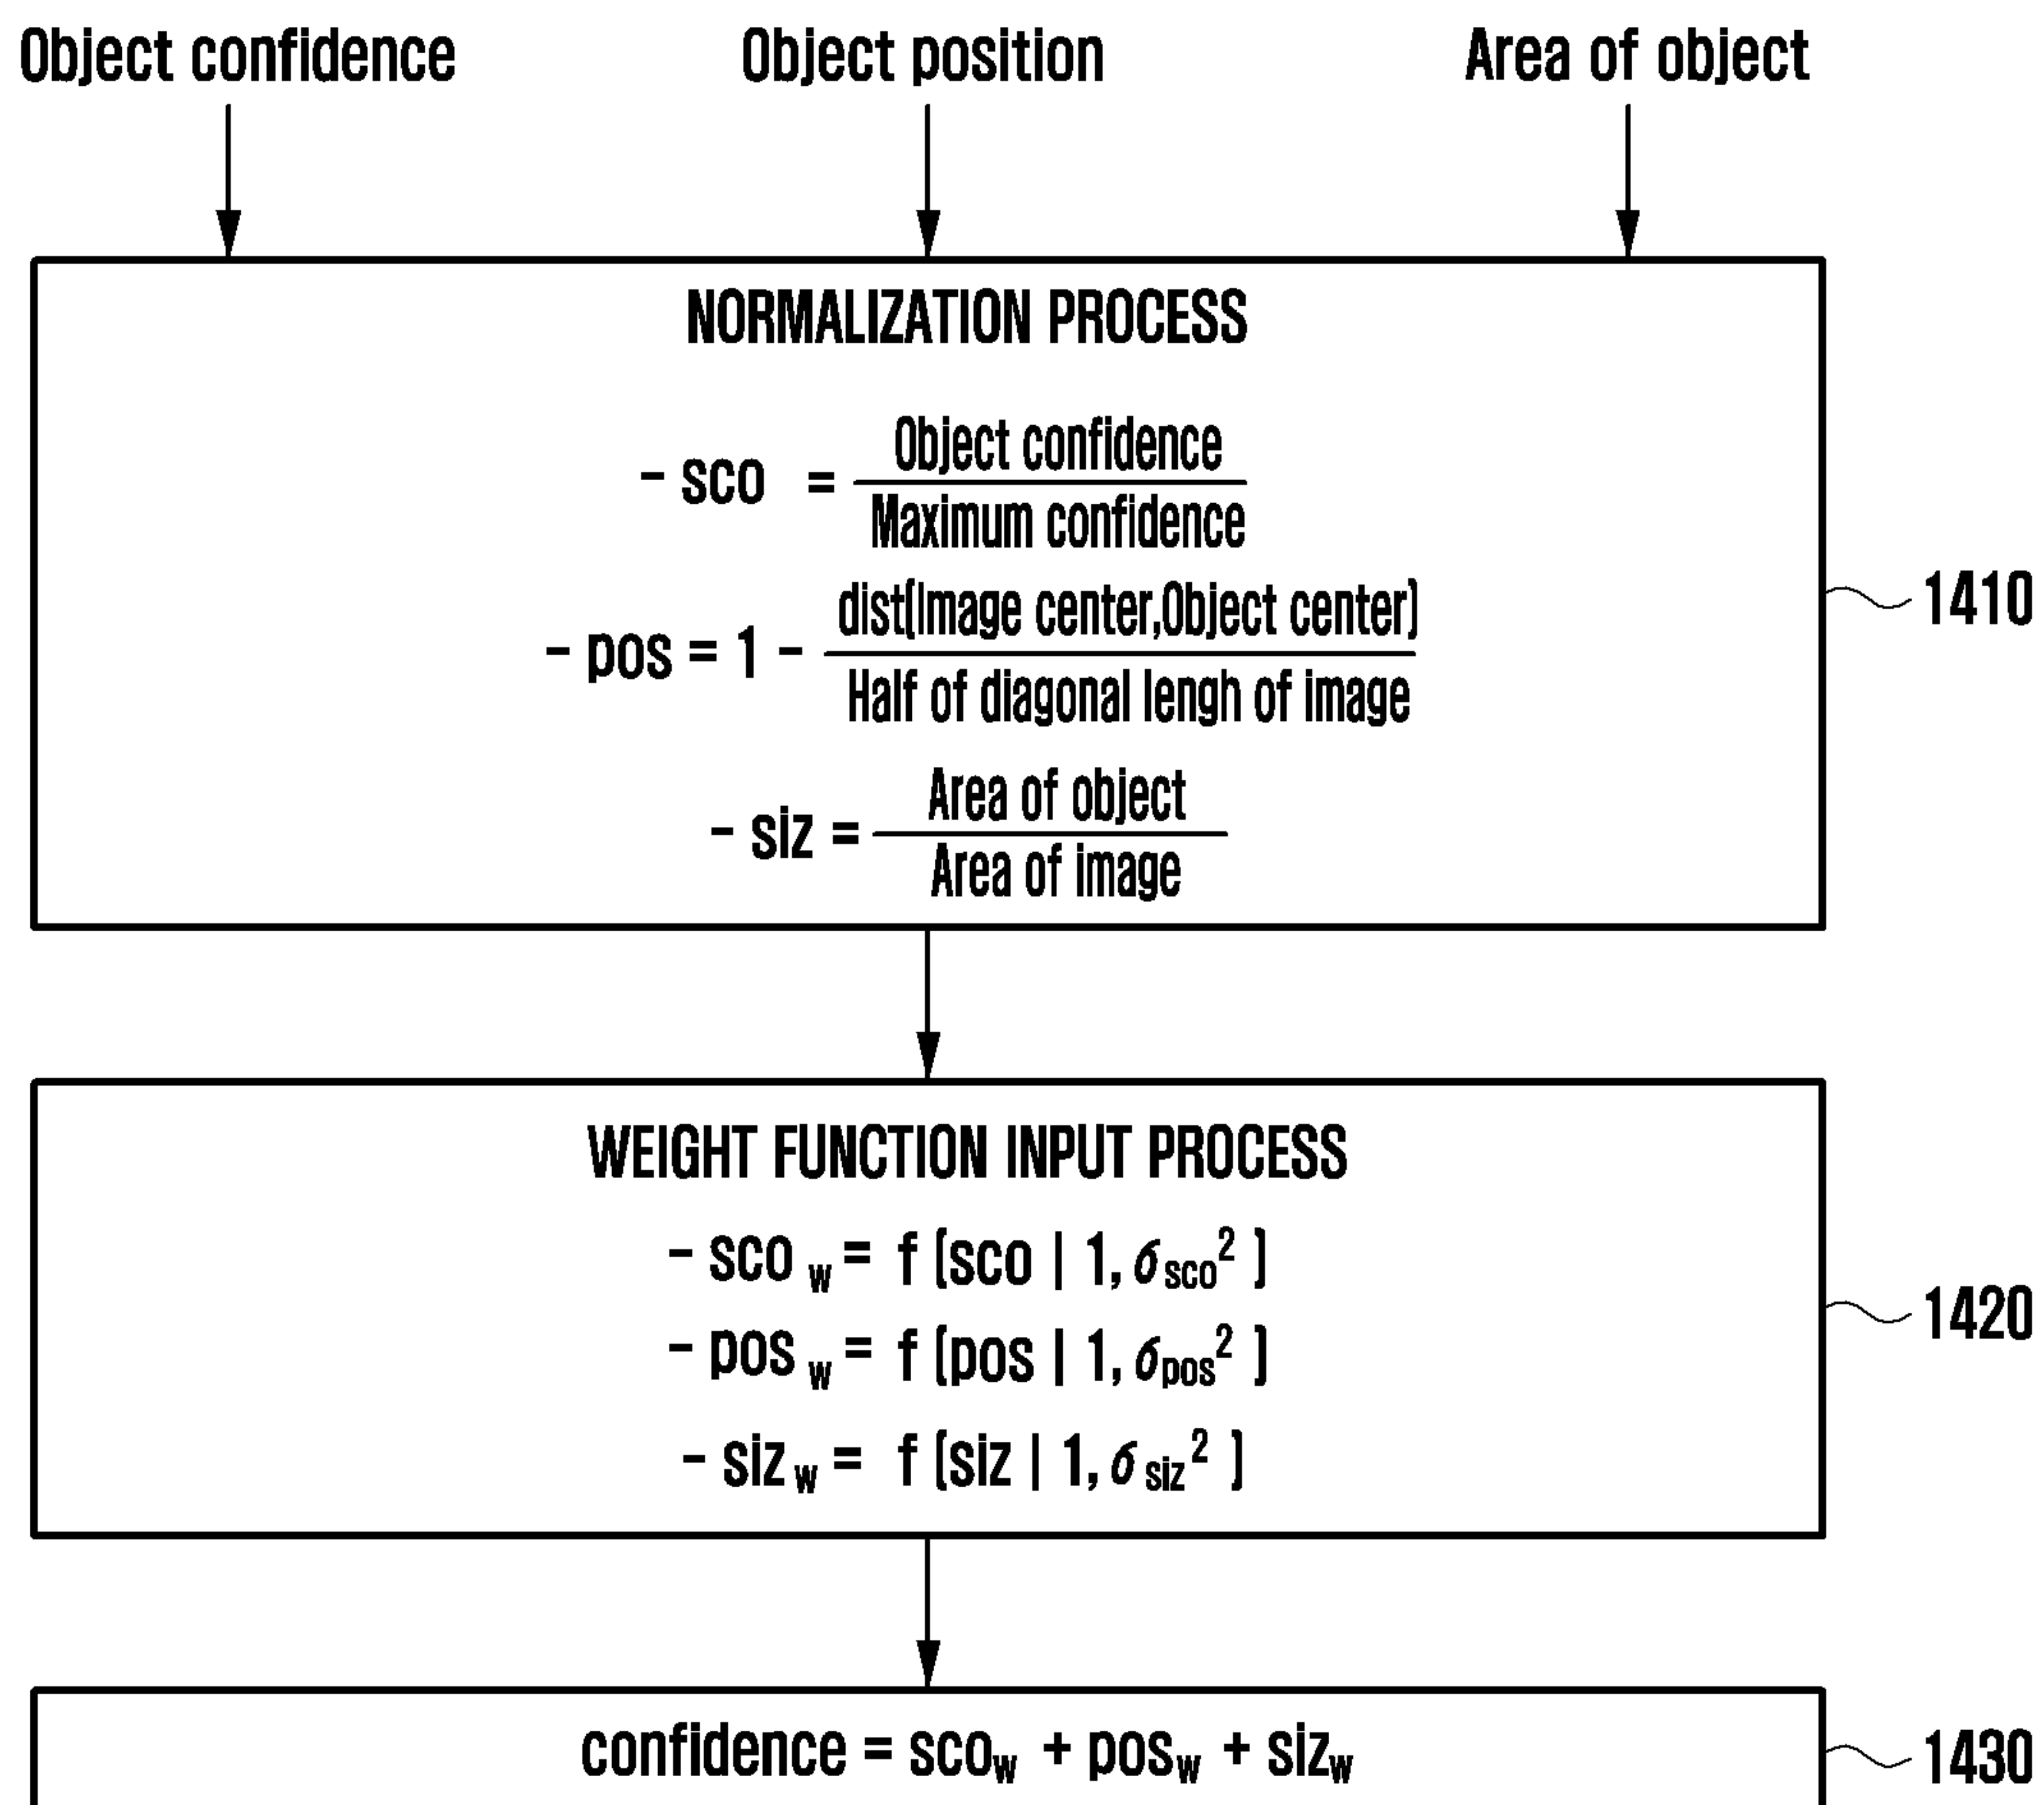 Object confidence Object position Area of object
NORMALIZATION PROCESS
- sco = Object confidence / Maximum confidence
- pos = 1 - dist(Image center,Object center) / Half of diagonal lengh of image
- siz = Area of object / Area of image
1410
WEIGHT FUNCTION INPUT PROCESS
- sco w = f (sco | 1, σsco² )
- pos w = f (pos | 1, σpos² )
- siz w = f (siz | 1, σsiz² )
1420
confidence = scow + posw + sizw
1430